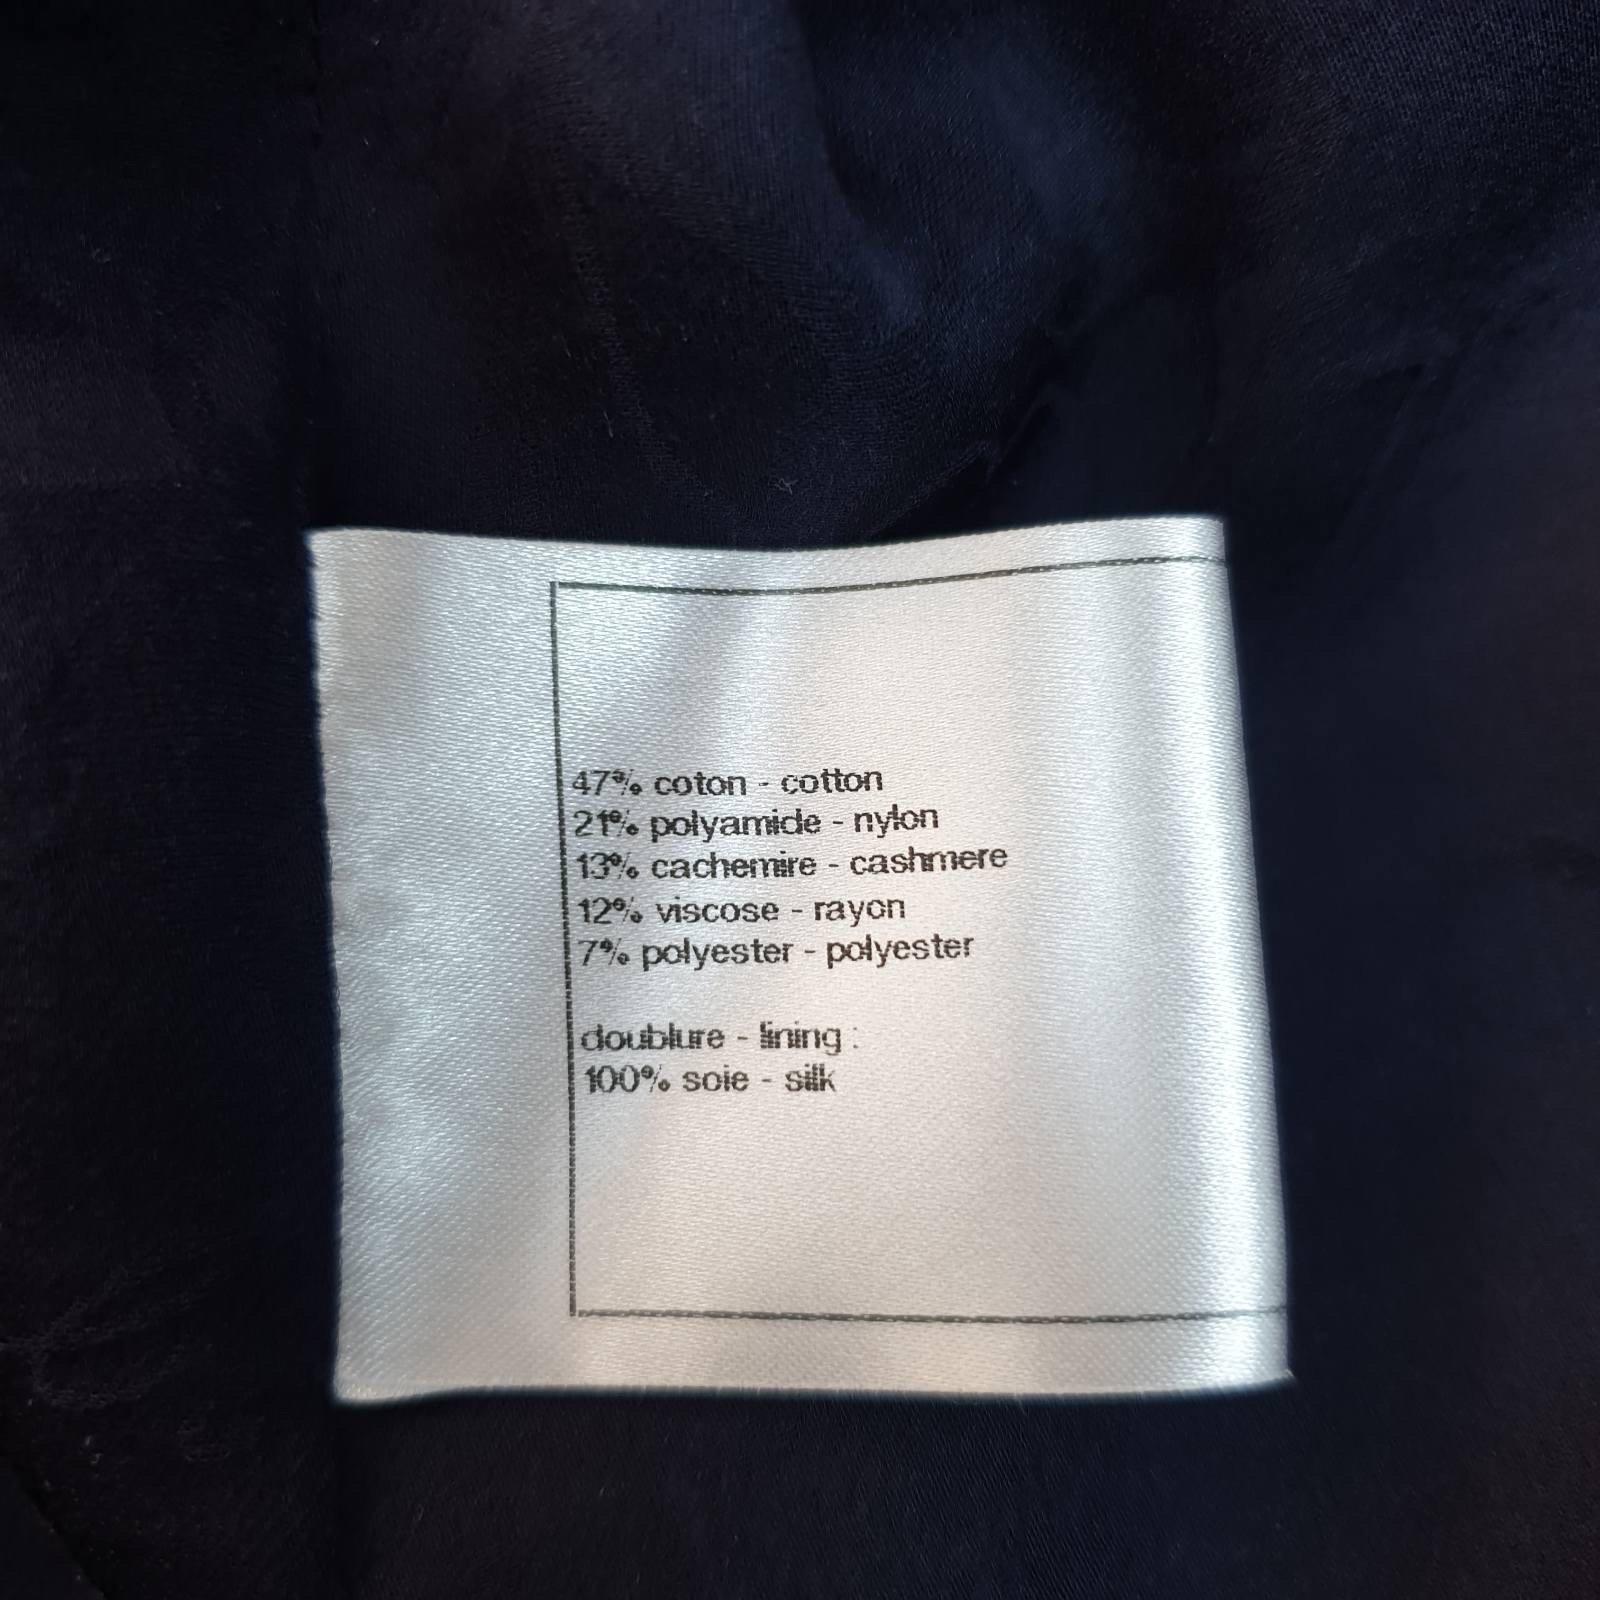 47% coton - cotton
21% polyamide - nylon
13% cachemire - cashmere
12% viscose - rayon
7% polyester - polyester
doublure - lining :
100% soie - silk